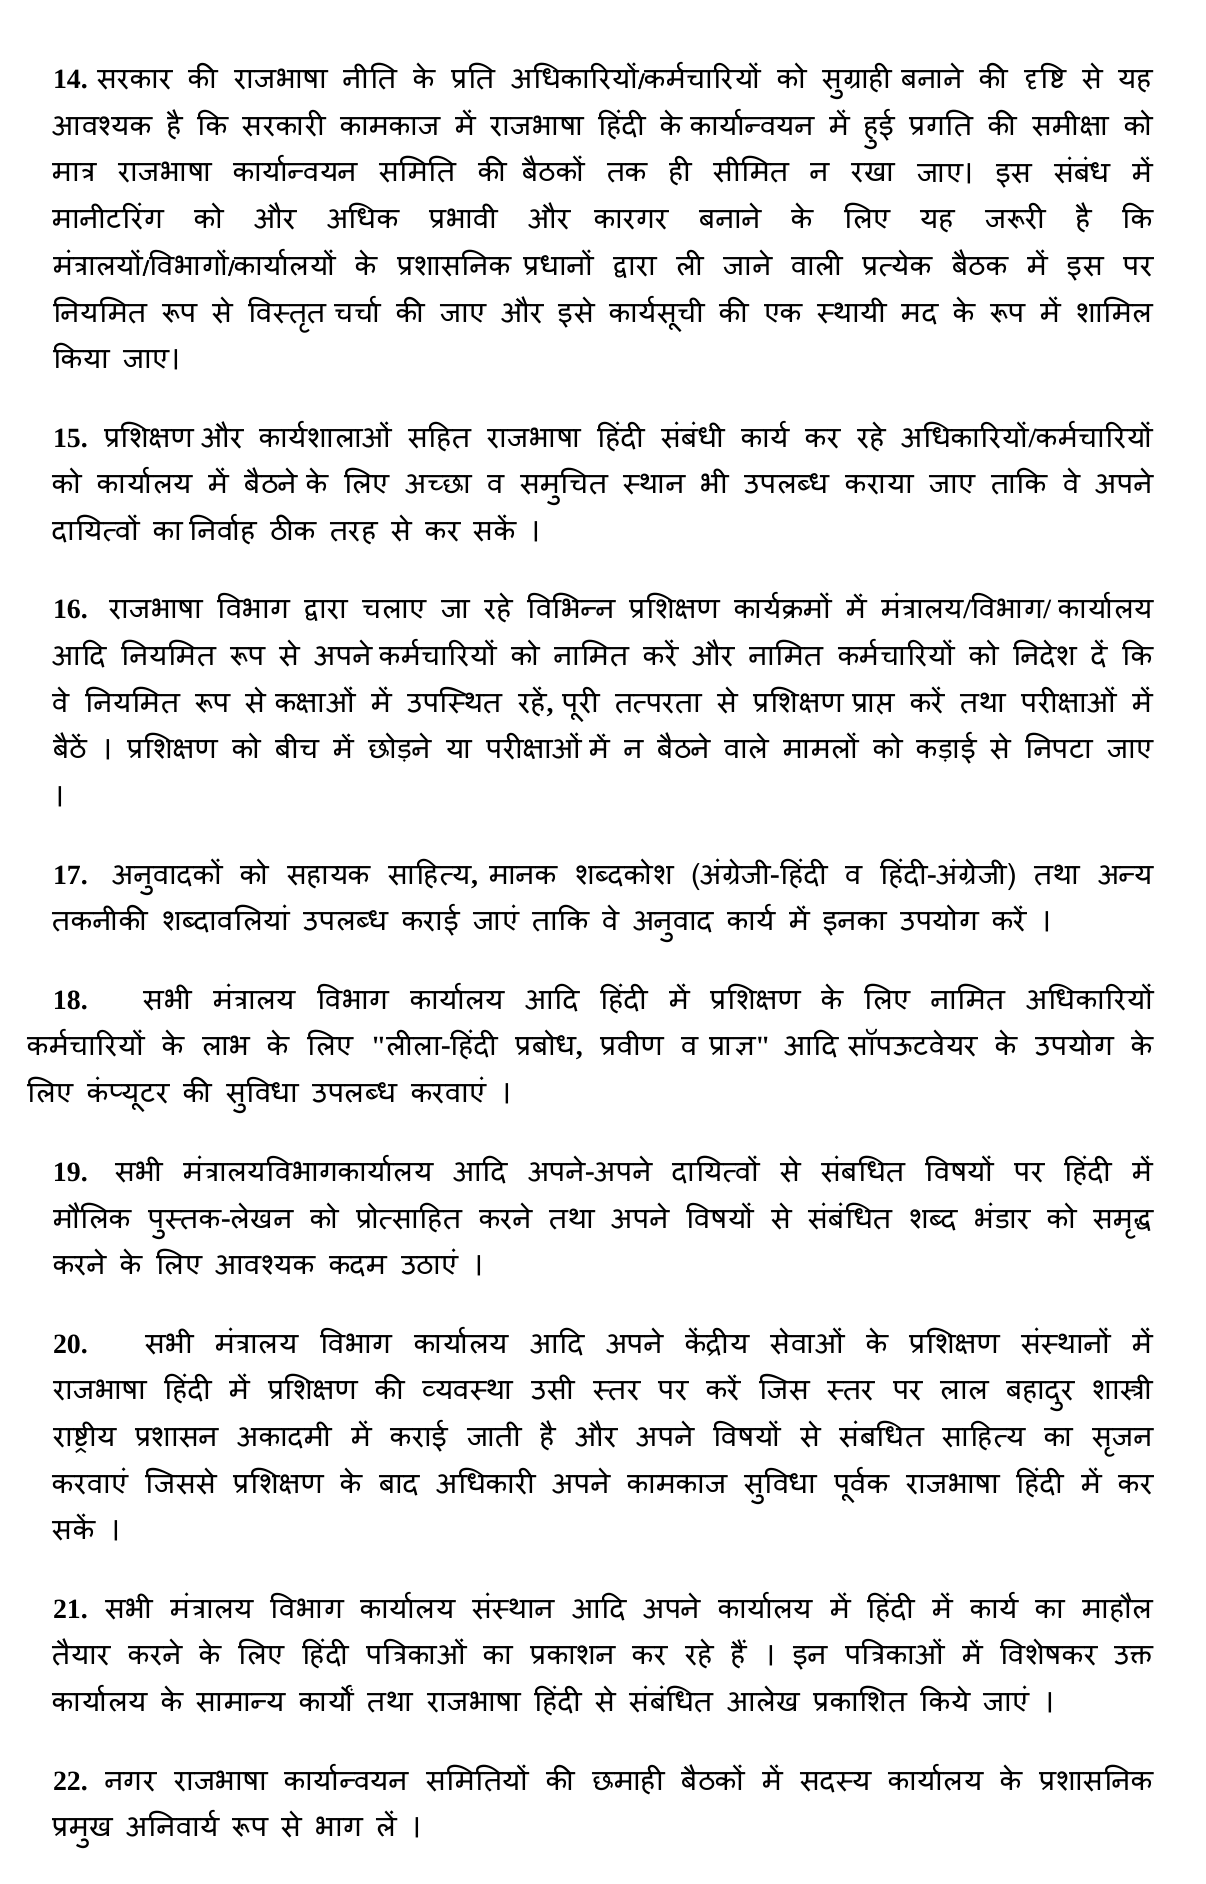 14. सरकार की राजभाषा नीति के प्रति अधिकारियों/कर्मचारियों को सुग्राही बनाने की दृष्टि से यह
आवश्यक है कि सरकारी कामकाज में राजभाषा हिंदी के कार्यान्वयन में हुई प्रगति की समीक्षा को
मात्र राजभाषा कार्यान्वयन समिति की बैठकों तक ही सीमित न रखा जाए। इस संबंध में
मानीटरिंग को और अधिक प्रभावी और कारगर बनाने के लिए यह जरूरी है कि
मंत्रालयों/विभागों/कार्यालयों के प्रशासनिक प्रधानों द्वारा ली जाने वाली प्रत्येक बैठक में इस पर
नियमित रूप से विस्तृत चर्चा की जाए और इसे कार्यसूची की एक स्थायी मद के रूप में शामिल
किया जाए।
15. प्रशिक्षण और कार्यशालाओं सहित राजभाषा हिंदी संबंधी कार्य कर रहे अधिकारियों/कर्मचारियों
को कार्यालय में बैठने के लिए अच्छा व समुचित स्थान भी उपलब्ध कराया जाए ताकि वे अपने
दायित्वों का निर्वाह ठीक तरह से कर सकें ।
16. राजभाषा विभाग द्वारा चलाए जा रहे विभिन्न प्रशिक्षण कार्यक्रमों में मंत्रालय/विभाग/ कार्यालय
आदि नियमित रूप से अपने कर्मचारियों को नामित करें और नामित कर्मचारियों को निदेश दें कि
वे नियमित रूप से कक्षाओं में उपस्थित रहें, पूरी तत्परता से प्रशिक्षण प्राप्त करें तथा परीक्षाओं में
बैठें । प्रशिक्षण को बीच में छोड़ने या परीक्षाओं में न बैठने वाले मामलों को कड़ाई से निपटा जाए
।
17. अनुवादकों को सहायक साहित्य, मानक शब्दकोश (अंग्रेजी-हिंदी व हिंदी-अंग्रेजी) तथा अन्य
तकनीकी शब्दावलियां उपलब्ध कराई जाएं ताकि वे अनुवाद कार्य में इनका उपयोग करें ।
18. सभी मंत्रालय विभाग कार्यालय आदि हिंदी में प्रशिक्षण के लिए नामित अधिकारियों
कर्मचारियों के लाभ के लिए "लीला-हिंदी प्रबोध, प्रवीण व प्राज्ञ" आदि सॉपऊटवेयर के उपयोग के
लिए कंप्यूटर की सुविधा उपलब्ध करवाएं ।
19. सभी मंत्रालयविभागकार्यालय आदि अपने-अपने दायित्वों से संबधित विषयों पर हिंदी में
मौलिक पुस्तक-लेखन को प्रोत्साहित करने तथा अपने विषयों से संबंधित शब्द भंडार को समृद्ध
करने के लिए आवश्यक कदम उठाएं ।
20. सभी मंत्रालय विभाग कार्यालय आदि अपने केंद्रीय सेवाओं के प्रशिक्षण संस्थानों में
राजभाषा हिंदी में प्रशिक्षण की व्यवस्था उसी स्तर पर करें जिस स्तर पर लाल बहादुर शास्त्री
राष्ट्रीय प्रशासन अकादमी में कराई जाती है और अपने विषयों से संबधित साहित्य का सृजन
करवाएं जिससे प्रशिक्षण के बाद अधिकारी अपने कामकाज सुविधा पूर्वक राजभाषा हिंदी में कर
सकें ।
21. सभी मंत्रालय विभाग कार्यालय संस्थान आदि अपने कार्यालय में हिंदी में कार्य का माहौल
तैयार करने के लिए हिंदी पत्रिकाओं का प्रकाशन कर रहे हैं । इन पत्रिकाओं में विशेषकर उक्त
कार्यालय के सामान्य कार्यों तथा राजभाषा हिंदी से संबंधित आलेख प्रकाशित किये जाएं ।
22. नगर राजभाषा कार्यान्वयन समितियों की छमाही बैठकों में सदस्य कार्यालय के प्रशासनिक
प्रमुख अनिवार्य रूप से भाग लें ।